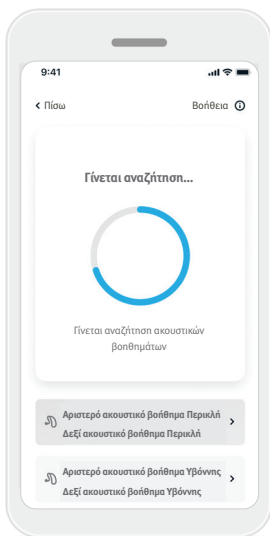 9:41
Πίσω Βοήθεια
Γίνεται αναζήτηση...
Γίνεται αναζήτηση ακουστικών
βοηθημάτων
Αριστερό ακουστικό βοήθημα Περικλή
Δεξί ακουστικό βοήθημα Περικλή
Αριστερό ακουστικό βοήθημα Υβόννης
Δεξί ακουστικό βοήθημα Υβόννης